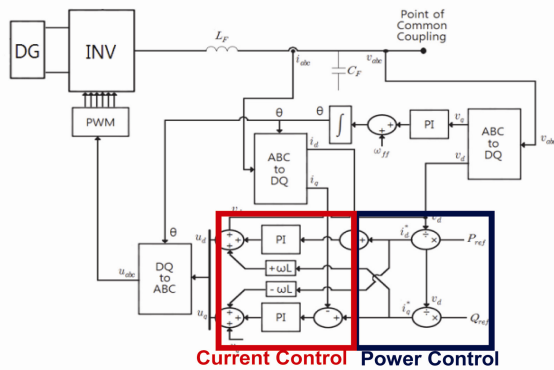 Point of
Common
Coupling
DG
INV
L_F
i_abc
v_abc
C_F
PWM
θ
θ
∫
ω_ff
PI
v_q
v_d
ABC
to
DQ
v_abc
ABC
to
DQ
θ
i_d
i_q
θ
u_abc
DQ
to
ABC
u_d
u_q
PI
+ωL
- ωL
PI
i_d*
v_d
÷
×
P_ref
i_q*
v_d
÷
×
Q_ref
Current Control
Power Control